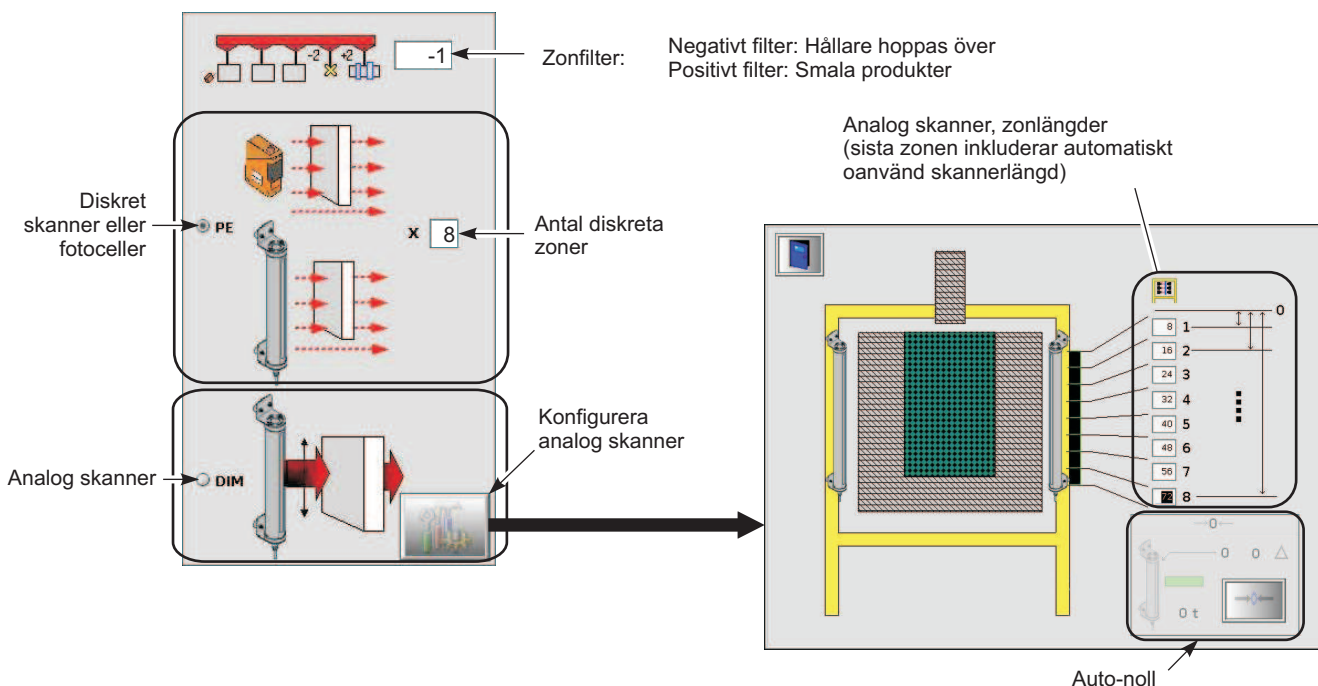 -2 +2
-1
Zonfilter:
Negativt filter: Hållare hoppas över
Positivt filter: Smala produkter
Diskret
skanner eller
fotoceller
PE
X 8
Antal diskreta
zoner
Analog skanner
DIM
Konfigurera
analog skanner
Analog skanner, zonlängder
(sista zonen inkluderar automatiskt
oanvänd skannerlängd)
0
8 1
16 2
24 3
32 4
40 5
48 6
56 7
72 8
0
0 0
0 t
Auto-noll